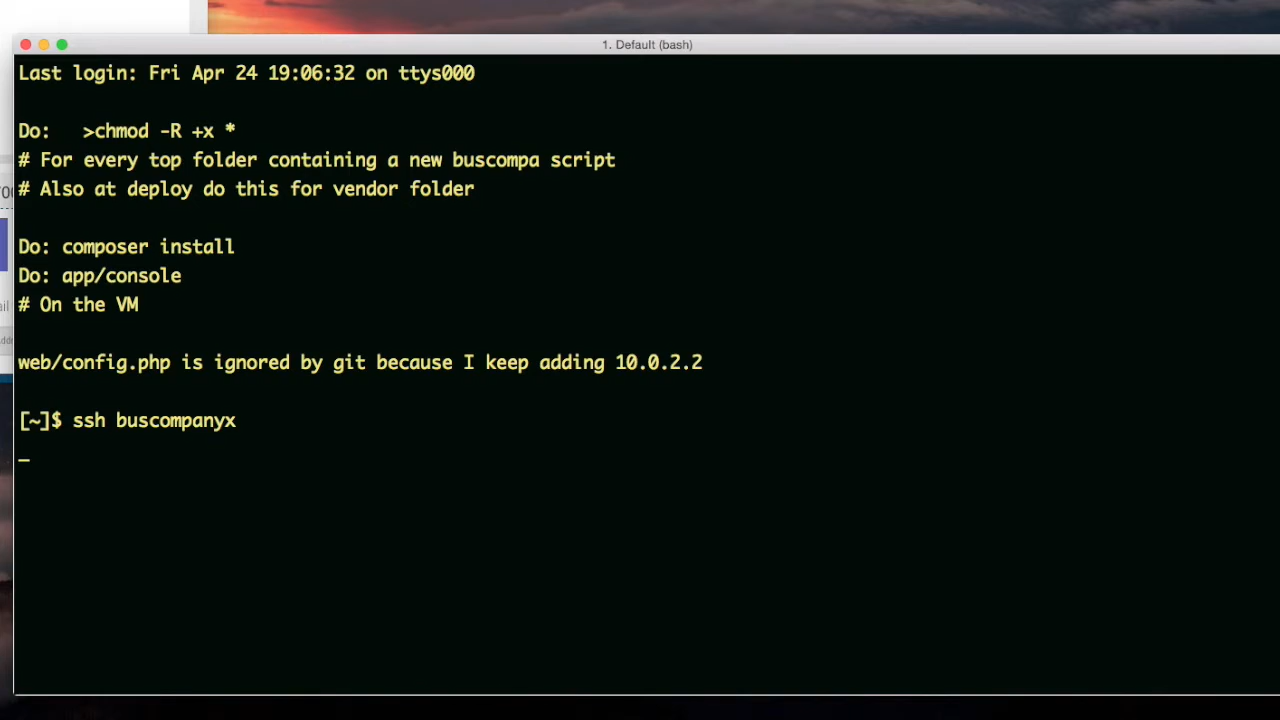 1. Default (bash)
Last login: Fri Apr 24 19:06:32 on ttys000
Do:   >chmod -R +x *
# For every top folder containing a new buscompa script
# Also at deploy do this for vendor folder
Do: composer install
Do: app/console
# On the VM
web/config.php is ignored by git because I keep adding 10.0.2.2
[~]$ ssh buscompanyx